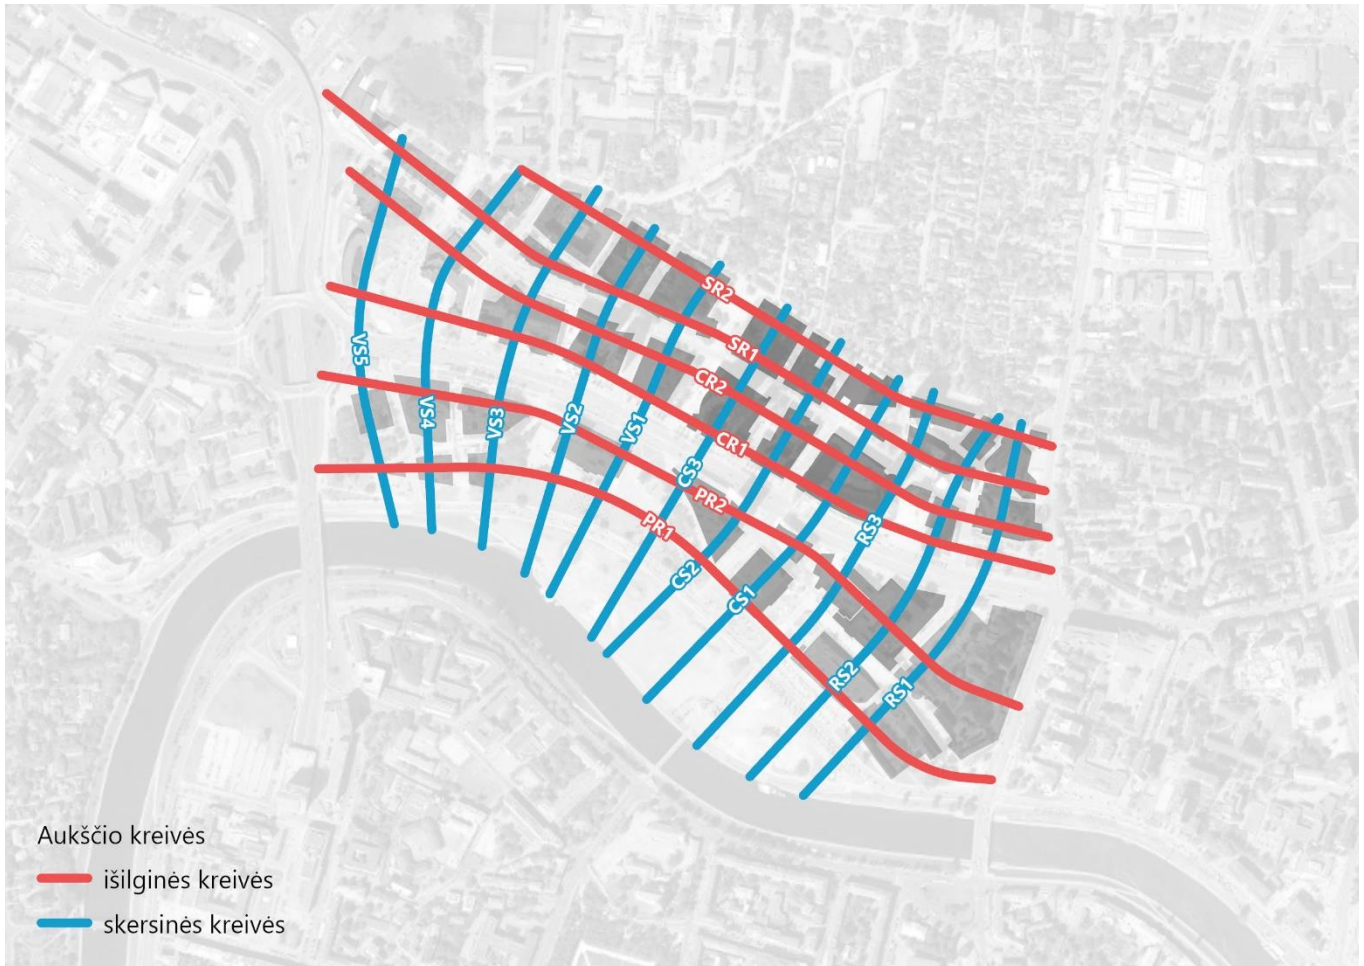 SR2
SR1
CR2
VS5
VS4
VS3
VS2
VS1
CR1
CS3
PR2
PR1
RS3
CS2
CS1
RS2
RS1
Aukščio kreivės
išilginės kreivės
skersinės kreivės